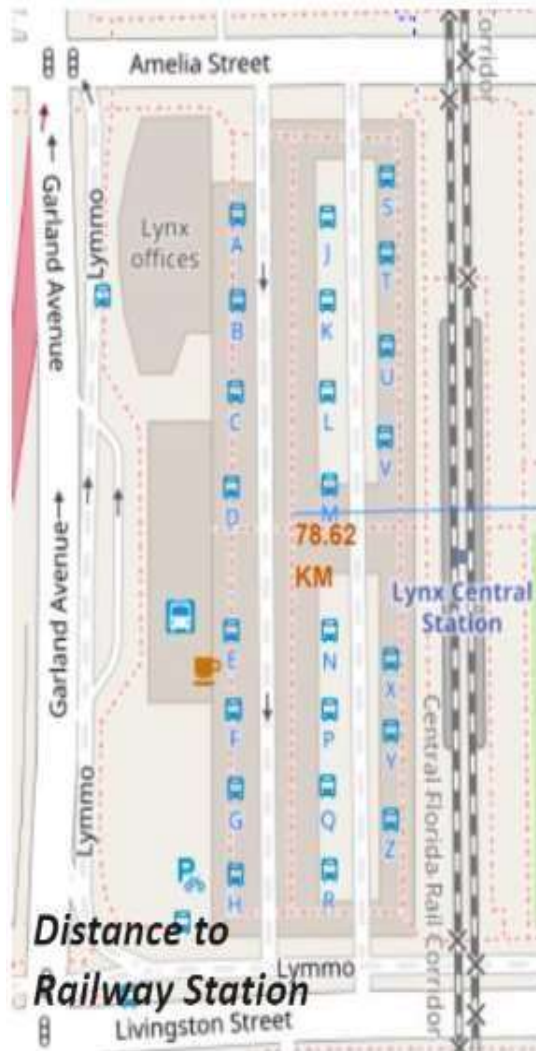 Corridor
Amelia Street
Garland Avenue
Lymmo
Lynx
offices
A
B
C
D
E
F
G
H
J
K
L
M
N
P
Q
R
S
T
U
V
X
Y
Z
78.62
KM
Lynx Central
Station
Garland Avenue
Central Florida Rail Corridor
Lymmo
P
Distance to
Railway Station
Lymmo
Livingston Street